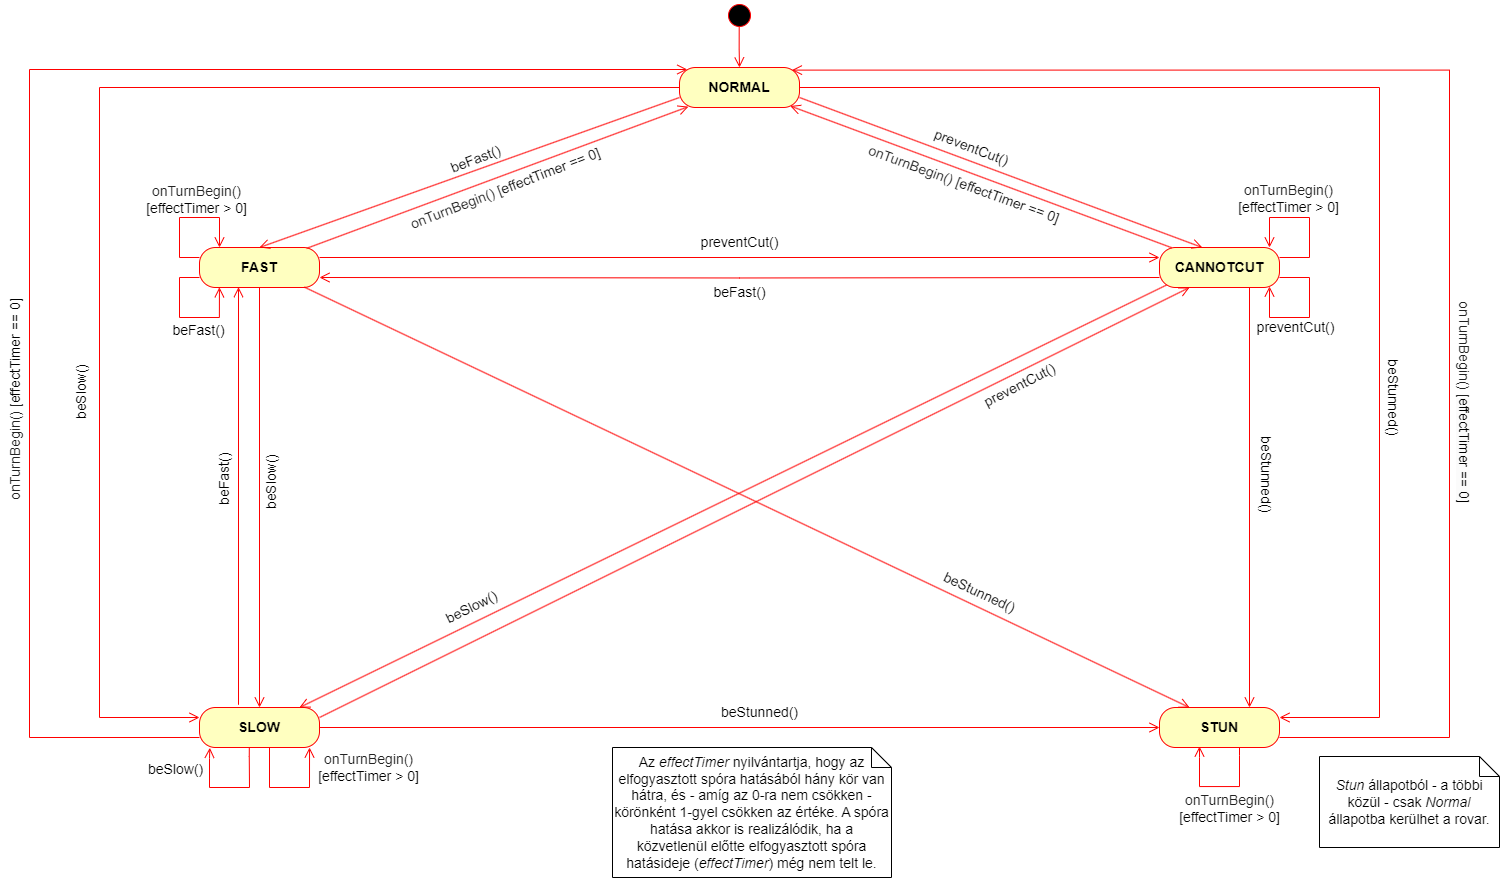 NORMAL
beFast()
onTurnBegin() [effectTimer == 0]
preventCut()
onTurnBegin() [effectTimer == 0]
onTurnBegin()
[effectTimer > 0]
onTurnBegin()
[effectTimer > 0]
FAST
preventCut()
CANNOTCUT
beFast()
beFast()
preventCut()
onTurnBegin() [effectTimer == 0]
beSlow()
beFast()
beSlow()
preventCut()
beStunned()
beStunned()
onTurnBegin() [effectTimer == 0]
beSlow()
beStunned()
SLOW
beStunned()
STUN
beSlow()
onTurnBegin()
[effectTimer > 0]
Az effectTimer nyilvántartja, hogy az
elfogyasztott spóra hatásából hány kör van
hátra, és - amíg az 0-ra nem csökken -
körönként 1-gyel csökken az értéke. A spóra
hatása akkor is realizálódik, ha a
közvetlenül előtte elfogyasztott spóra
hatásideje (effectTimer) még nem telt le.
onTurnBegin()
[effectTimer > 0]
Stun állapotból - a többi
közül - csak Normal
állapotba kerülhet a rovar.